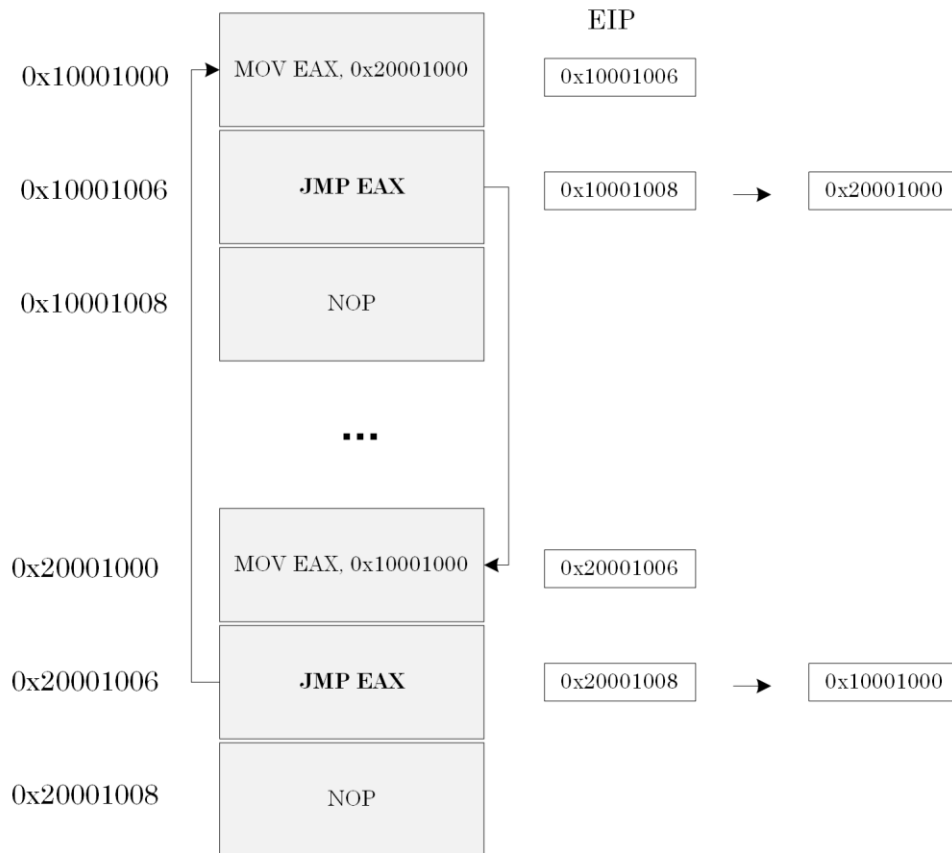 EIP
0x10001000 MOV EAX, 0x20001000 0x10001006
0x10001006 JMP EAX 0x10001008 0x20001000
0x10001008 NOP
...
0x20001000 MOV EAX, 0x10001000 0x20001006
0x20001006 JMP EAX 0x20001008 0x10001000
0x20001008 NOP